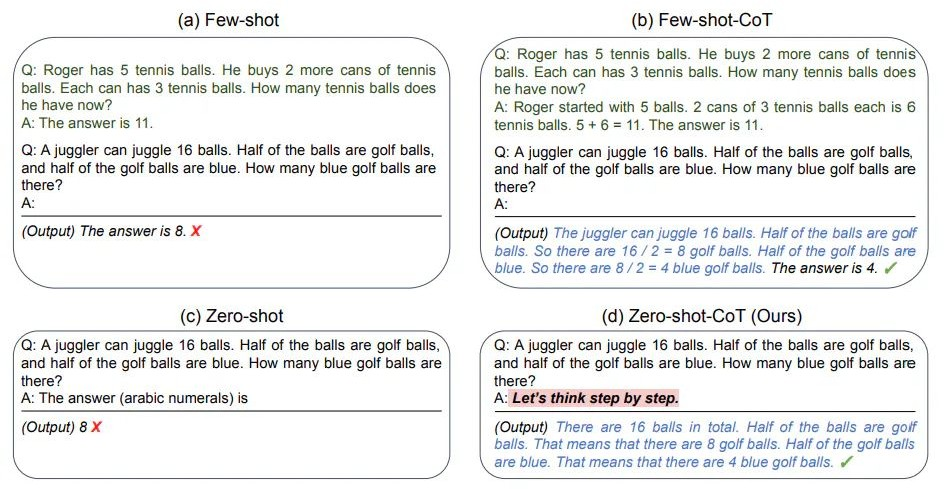 (a) Few-shot
Q: Roger has 5 tennis balls. He buys 2 more cans of tennis
balls. Each can has 3 tennis balls. How many tennis balls does
he have now?
A: The answer is 11.
Q: A juggler can juggle 16 balls. Half of the balls are golf balls,
and half of the golf balls are blue. How many blue golf balls are
there?
A:
(Output) The answer is 8. X
(b) Few-shot-CoT
Q: Roger has 5 tennis balls. He buys 2 more cans of tennis
balls. Each can has 3 tennis balls. How many tennis balls does
he have now?
A: Roger started with 5 balls. 2 cans of 3 tennis balls each is 6
tennis balls. 5 + 6 = 11. The answer is 11.
Q: A juggler can juggle 16 balls. Half of the balls are golf balls,
and half of the golf balls are blue. How many blue golf balls are
there?
A:
(Output) The juggler can juggle 16 balls. Half of the balls are golf
balls. So there are 16 / 2 = 8 golf balls. Half of the golf balls are
blue. So there are 8 / 2 = 4 blue golf balls. The answer is 4. ✓
(c) Zero-shot
Q: A juggler can juggle 16 balls. Half of the balls are golf balls,
and half of the golf balls are blue. How many blue golf balls are
there?
A: The answer (arabic numerals) is
(Output) 8 X
(d) Zero-shot-CoT (Ours)
Q: A juggler can juggle 16 balls. Half of the balls are golf balls,
and half of the golf balls are blue. How many blue golf balls are
there?
A: Let's think step by step.
(Output) There are 16 balls in total. Half of the balls are golf
balls. That means that there are 8 golf balls. Half of the golf balls
are blue. That means that there are 4 blue golf balls. ✓